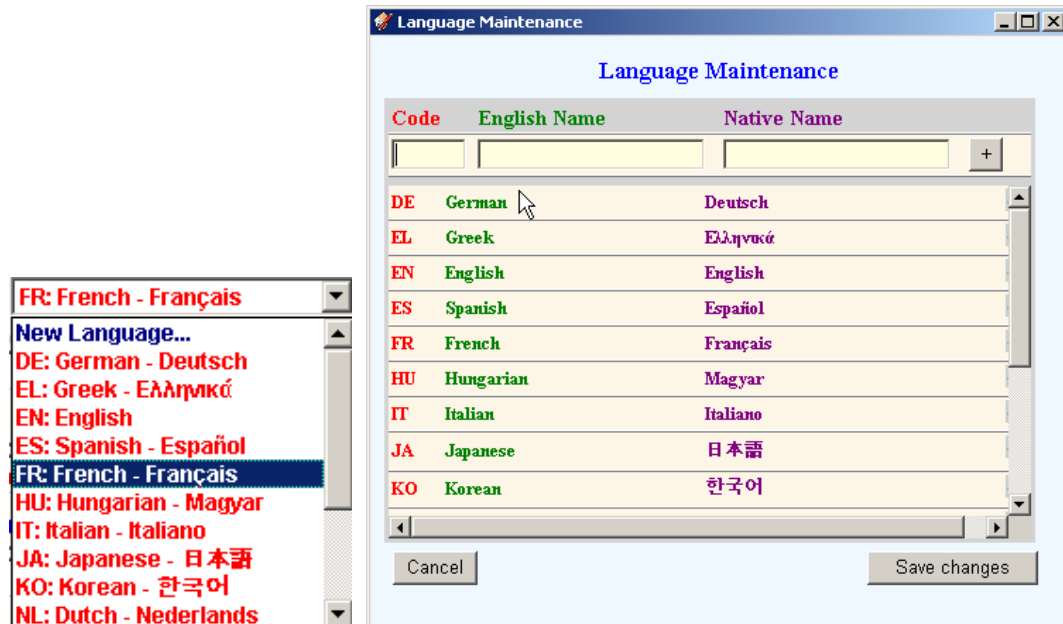 FR: French - Français
New Language...
DE: German - Deutsch
EL: Greek - Ελληνικά
EN: English
ES: Spanish - Español
FR: French - Français
HU: Hungarian - Magyar
IT: Italian - Italiano
JA: Japanese - 日本語
KO: Korean - 한국어
NL: Dutch - Nederlands
Language Maintenance
Language Maintenance
Code English Name Native Name
+
DE German Deutsch
EL Greek Ελληνικά
EN English English
ES Spanish Español
FR French Français
HU Hungarian Magyar
IT Italian Italiano
JA Japanese 日本語
KO Korean 한국어
Cancel Save changes